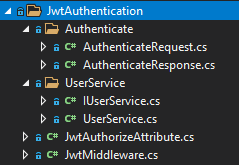 JwtAuthentication
Authenticate
C# AuthenticateRequest.cs
C# AuthenticateResponse.cs
UserService
C# IUserService.cs
C# UserService.cs
C# JwtAuthorizeAttribute.cs
C# JwtMiddleware.cs